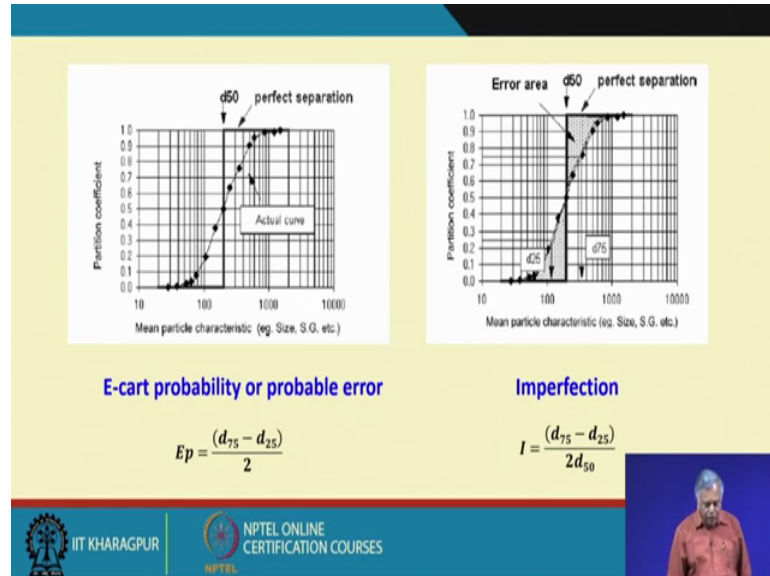 d50 perfect separation
1.0
0.9
0.8
0.7
0.6
0.5
0.4
0.3
0.2
0.1
0.0
Partition coefficient
Actual curve
10 100 1000 10000
Mean particle characteristic (eg. Size, S.G. etc.)
Error area d50 perfect separation
1.0
0.9
0.8
0.7
0.6
0.5
0.4
0.3
0.2
0.1
0.0
Partition coefficient
d25
d75
10 100 1000 10000
Mean particle characteristic (eg. Size, S.G. etc.)
E-cart probability or probable error
Ep = (d75 − d25) / 2
Imperfection
I = (d75 − d25) / 2d50
IIT KHARAGPUR
NPTEL
NPTEL ONLINE
CERTIFICATION COURSES